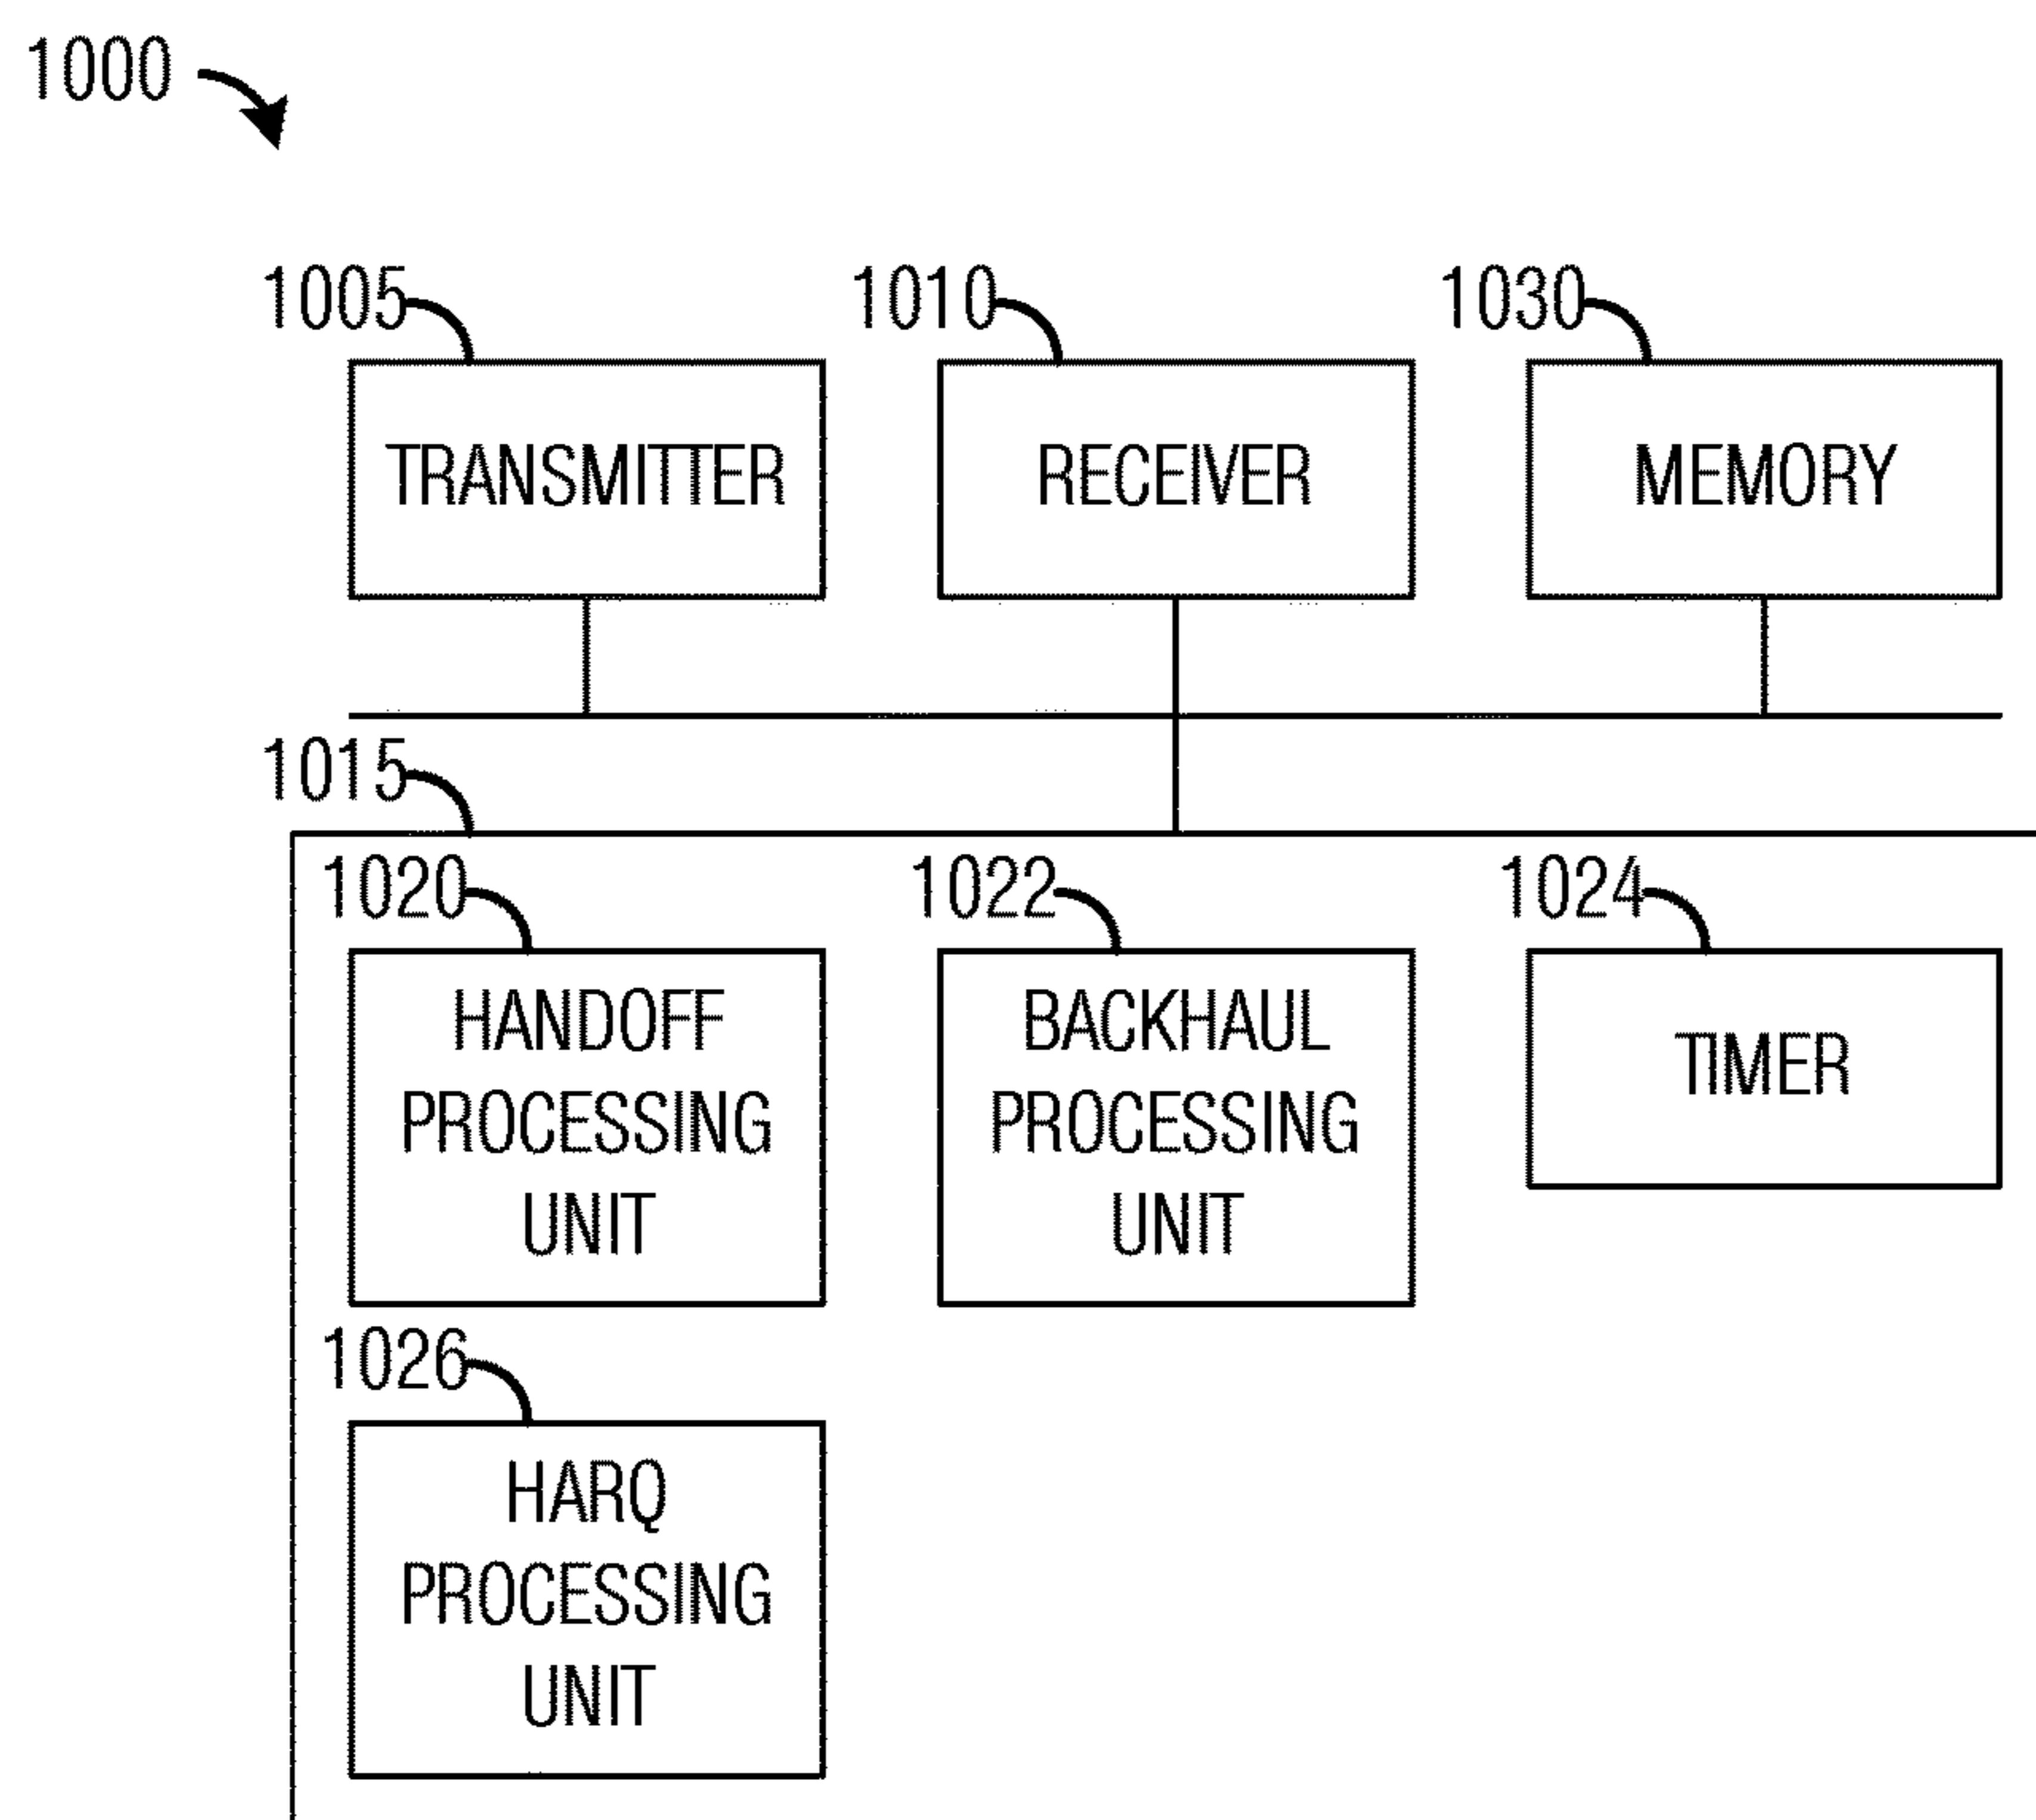 1000
1005
1010
1030
TRANSMITTER
RECEIVER
MEMORY
1015
1020
1022
1024
HANDOFF
PROCESSING
UNIT
BACKHAUL
PROCESSING
UNIT
TIMER
1026
HARQ
PROCESSING
UNIT